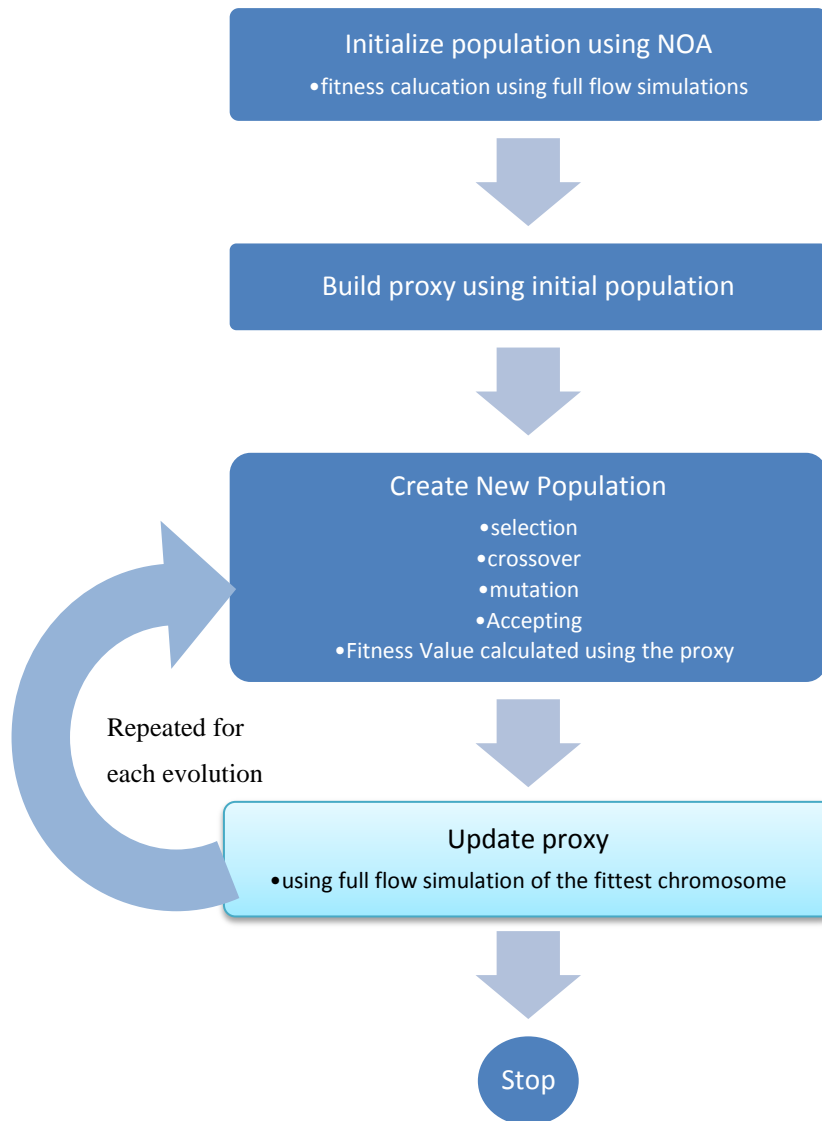 Initialize population using NOA
•fitness calucation using full flow simulations
Build proxy using initial population
Create New Population
•selection
•crossover
•mutation
•Accepting
•Fitness Value calculated using the proxy
Repeated for
each evolution
Update proxy
•using full flow simulation of the fittest chromosome
Stop